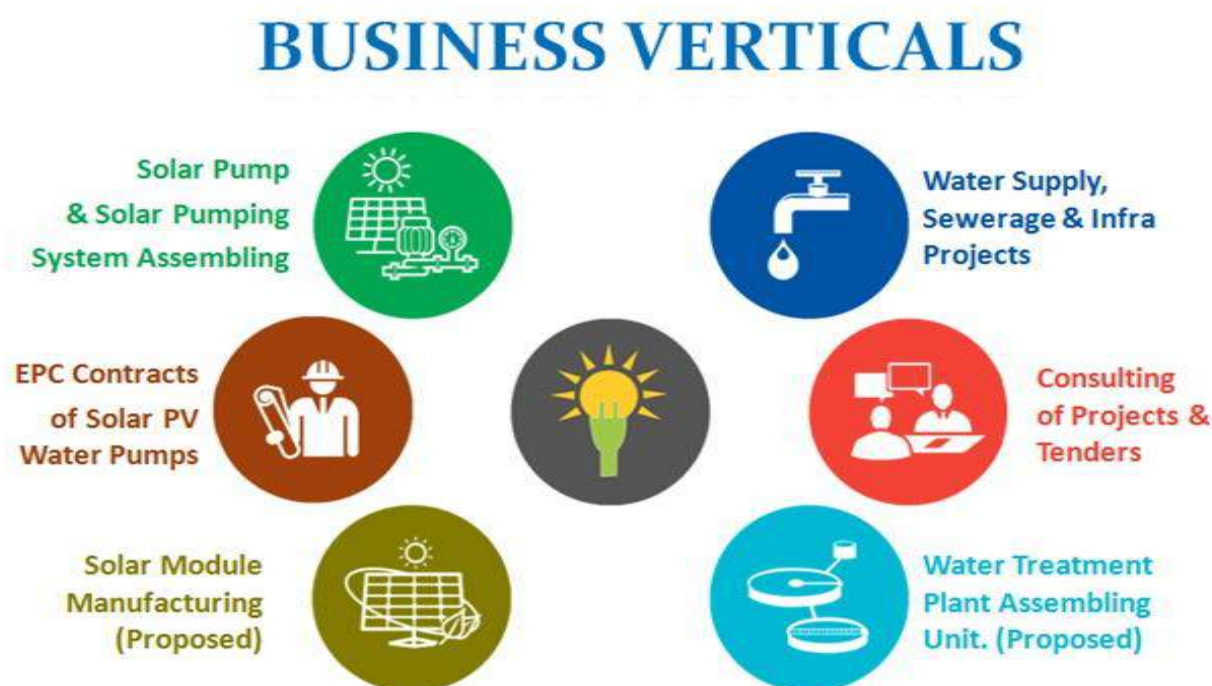 BUSINESS VERTICALS
Solar Pump
& Solar Pumping
System Assembling
Water Supply,
Sewerage & Infra
Projects
EPC Contracts
of Solar PV
Water Pumps
Consulting
of Projects &
Tenders
Solar Module
Manufacturing
(Proposed)
Water Treatment
Plant Assembling
Unit. (Proposed)